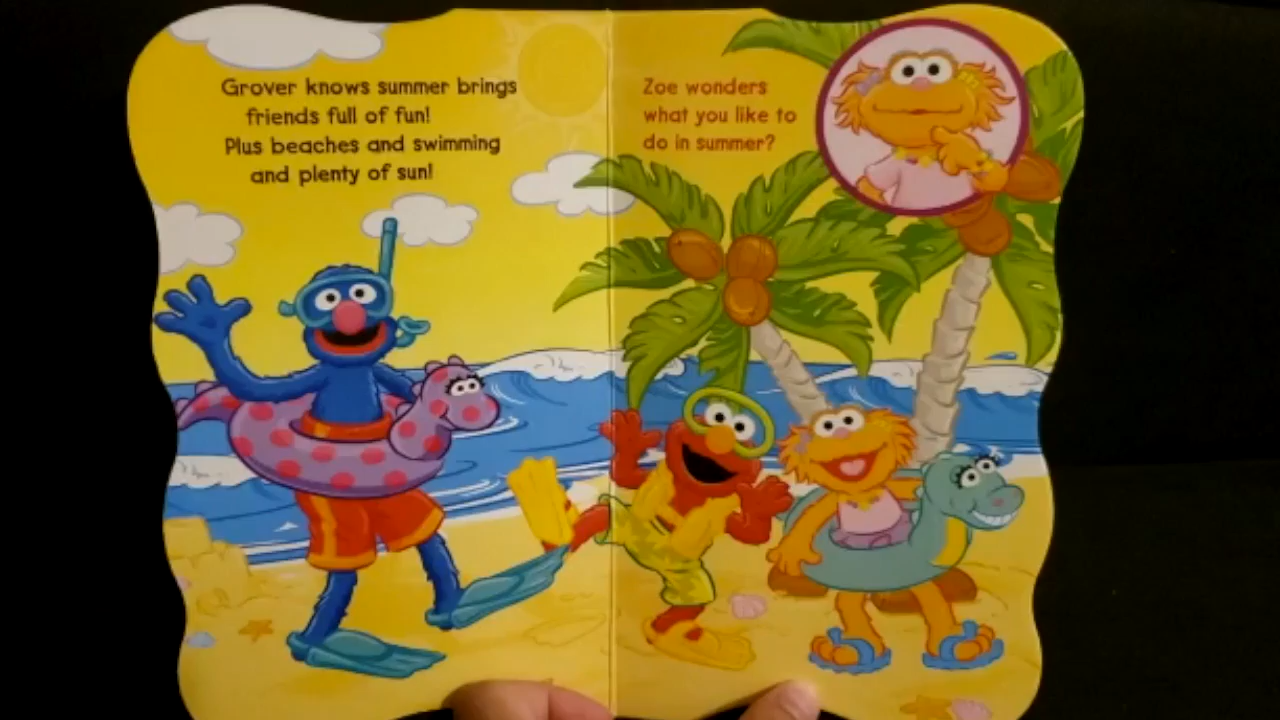 Grover knows summer brings
friends full of fun!
Plus beaches and swimming
and plenty of sun!
Zoe wonders
what you like to
do in summer?